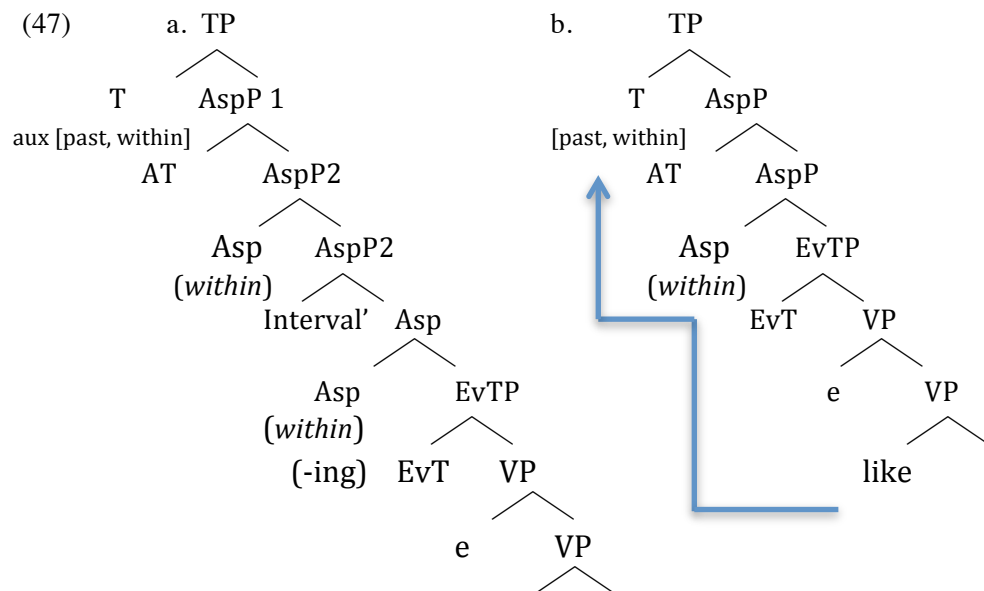 (47) a. TP b. TP
T AspP 1 T AspP
aux [past, within] [past, within]
AT AspP2 AT AspP
Asp AspP2 Asp EvTP
(within) (within)
Interval' Asp EvT VP
Asp EvTP e VP
(within)
(-ing) EvT VP like
e VP